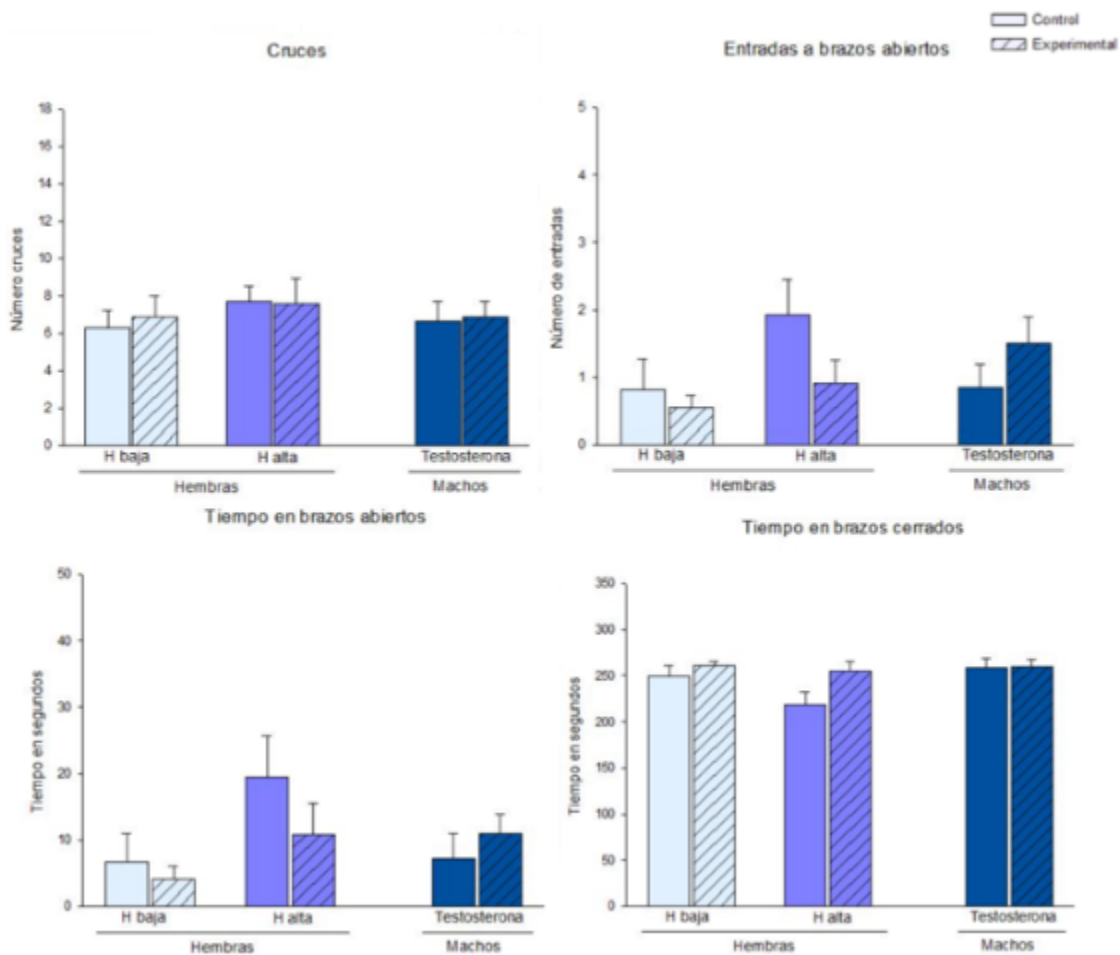 Control
Experimental
Cruces
18
16
14
12
10
8
6
4
2
0
Número cruces
H baja
H alta
Testosterona
Hembras
Machos
Entradas a brazos abiertos
5
4
3
2
1
0
Número de entradas
H baja
H alta
Testosterona
Hembras
Machos
Tiempo en brazos abiertos
50
40
30
20
10
0
Tiempo en segundos
H baja
H alta
Testosterona
Hembras
Machos
Tiempo en brazos cerrados
350
300
250
200
150
100
50
0
Tiempo en segundos
H baja
H alta
Testosterona
Hembras
Machos